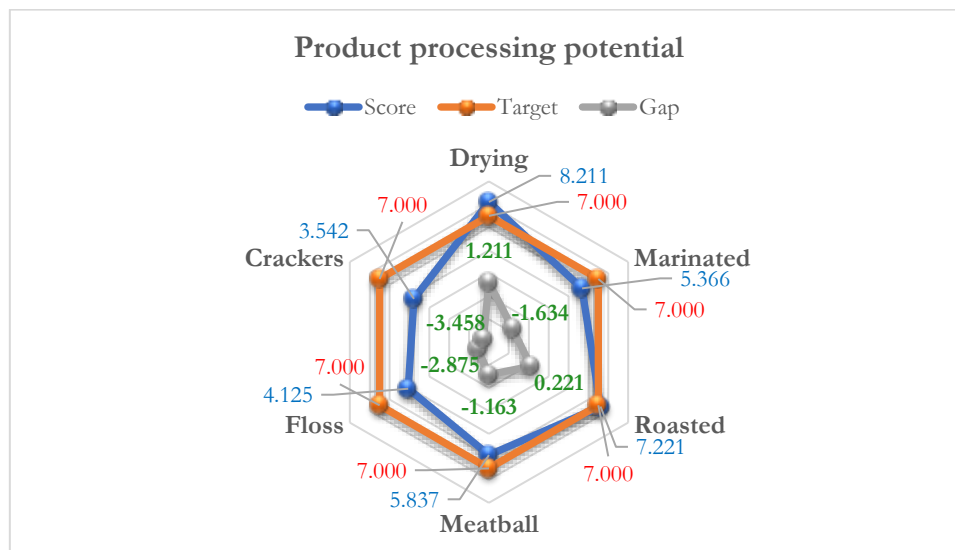 Product processing potential
Score Target Gap
Drying
8.211
7.000
7.000
3.542
1.211
Crackers
Marinated
5.366
7.000
-1.634
-3.458
-2.875
0.221
7.000
4.125
-1.163
Floss
Roasted
7.221
7.000
7.000
5.837
Meatball